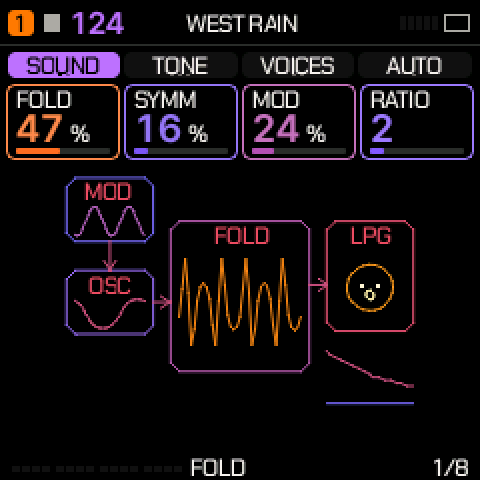 1 124 WEST RAIN
SOUND TONE VOICES AUTO
FOLD SYMM MOD RATIO
47 % 16 % 24 % 2
MOD
FOLD LPG
OSC
FOLD 1/8